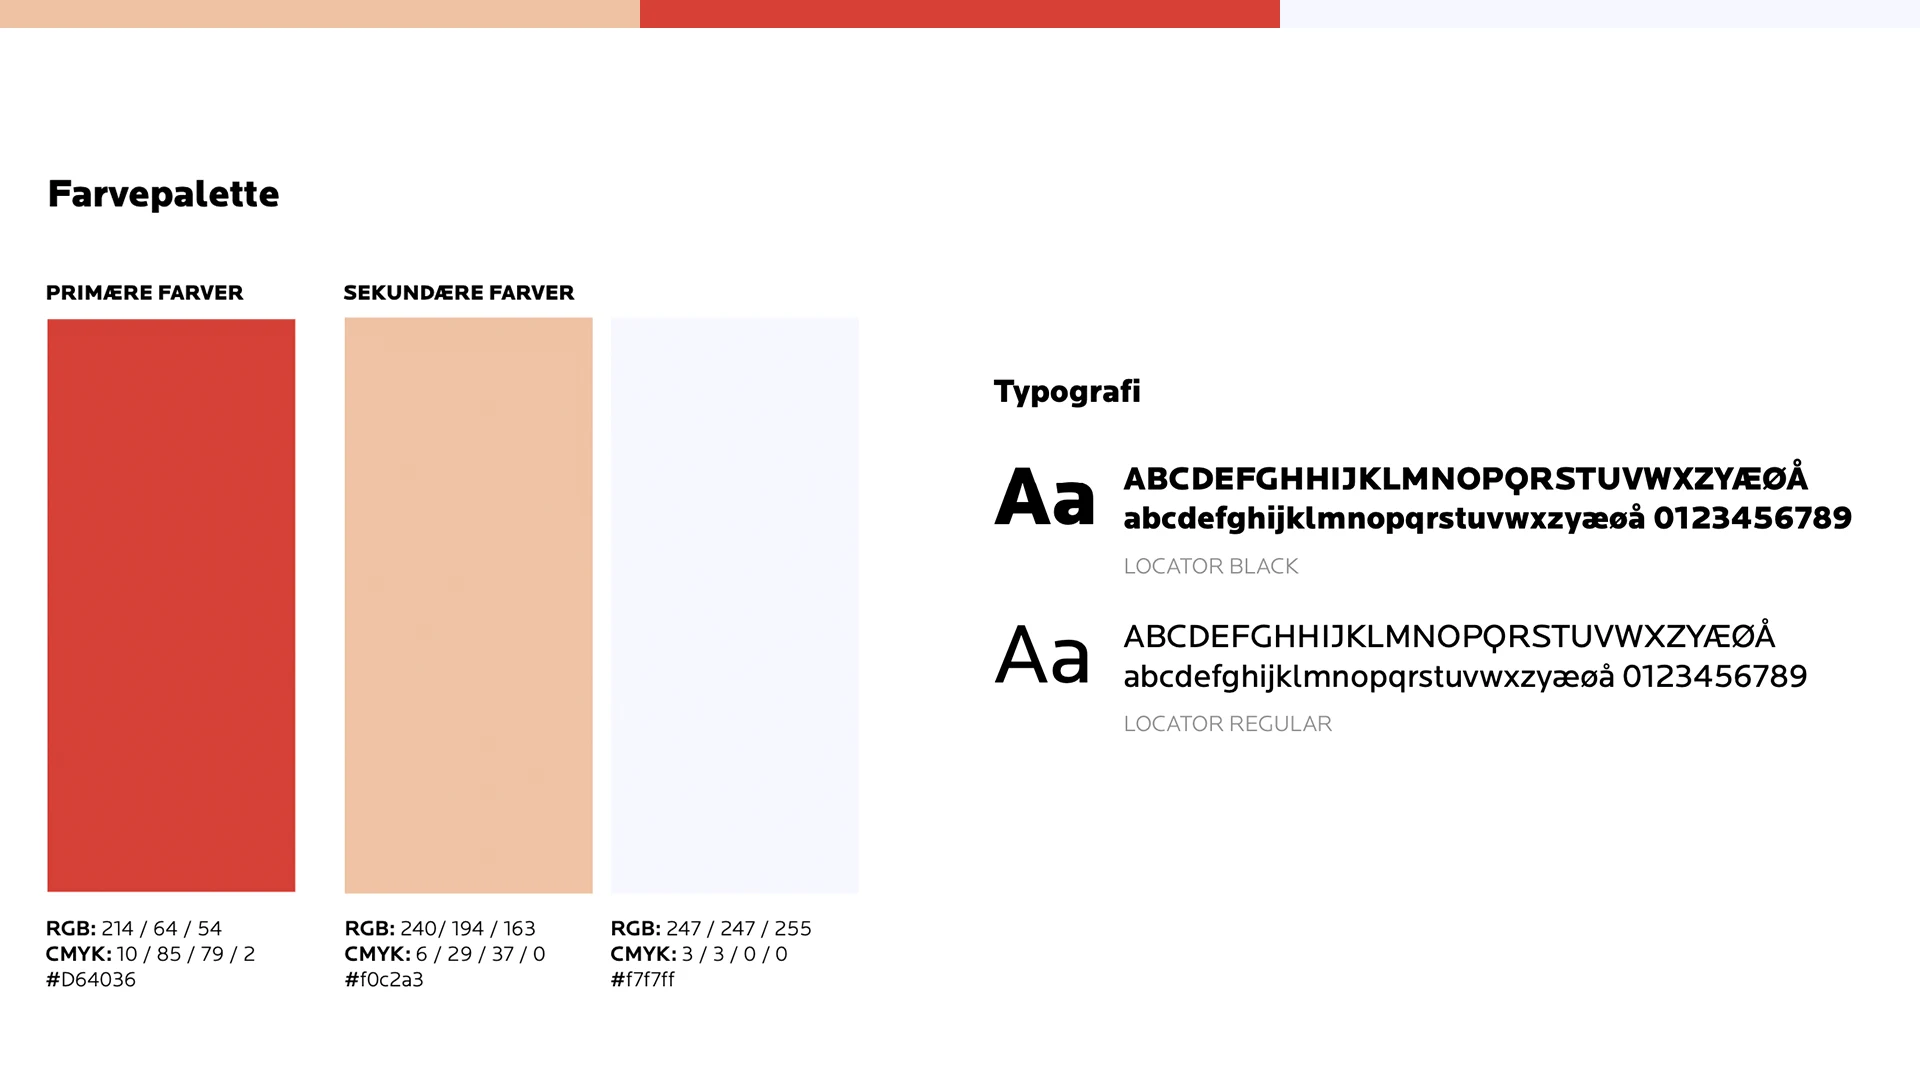 Farvepalette
PRIMÆRE FARVER
SEKUNDÆRE FARVER
RGB: 214 / 64 / 54
CMYK: 10 / 85 / 79 / 2
#D64036
RGB: 240/ 194 / 163
CMYK: 6 / 29 / 37 / 0
#f0c2a3
RGB: 247 / 247 / 255
CMYK: 3 / 3 / 0 / 0
#f7f7ff
Typografi
Aa
ABCDEFGHHIJKLMNOPQRSTUVWXZYÆØÅ
abcdefghijklmnopqrstuvwxzyæøå 0123456789
LOCATOR BLACK
Aa
ABCDEFGHHIJKLMNOPQRSTUVWXZYÆØÅ
abcdefghijklmnopqrstuvwxzyæøå 0123456789
LOCATOR REGULAR